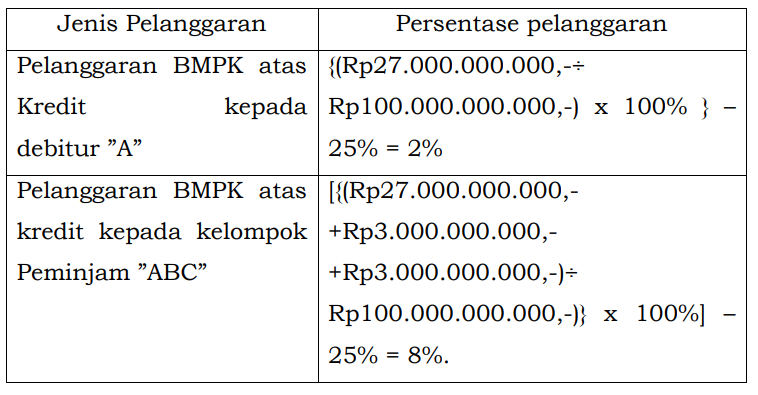 Jenis Pelanggaran
Persentase pelanggaran
Pelanggaran BMPK atas
Kredit kepada
debitur ”A”
{(Rp27.000.000.000,-÷
Rp100.000.000.000,-) x 100% } –
25% = 2%
Pelanggaran BMPK atas
kredit kepada kelompok
Peminjam ”ABC”
[{(Rp27.000.000.000,-
+Rp3.000.000.000,-
+Rp3.000.000.000,-)÷
Rp100.000.000.000,-)} x 100%] –
25% = 8%.